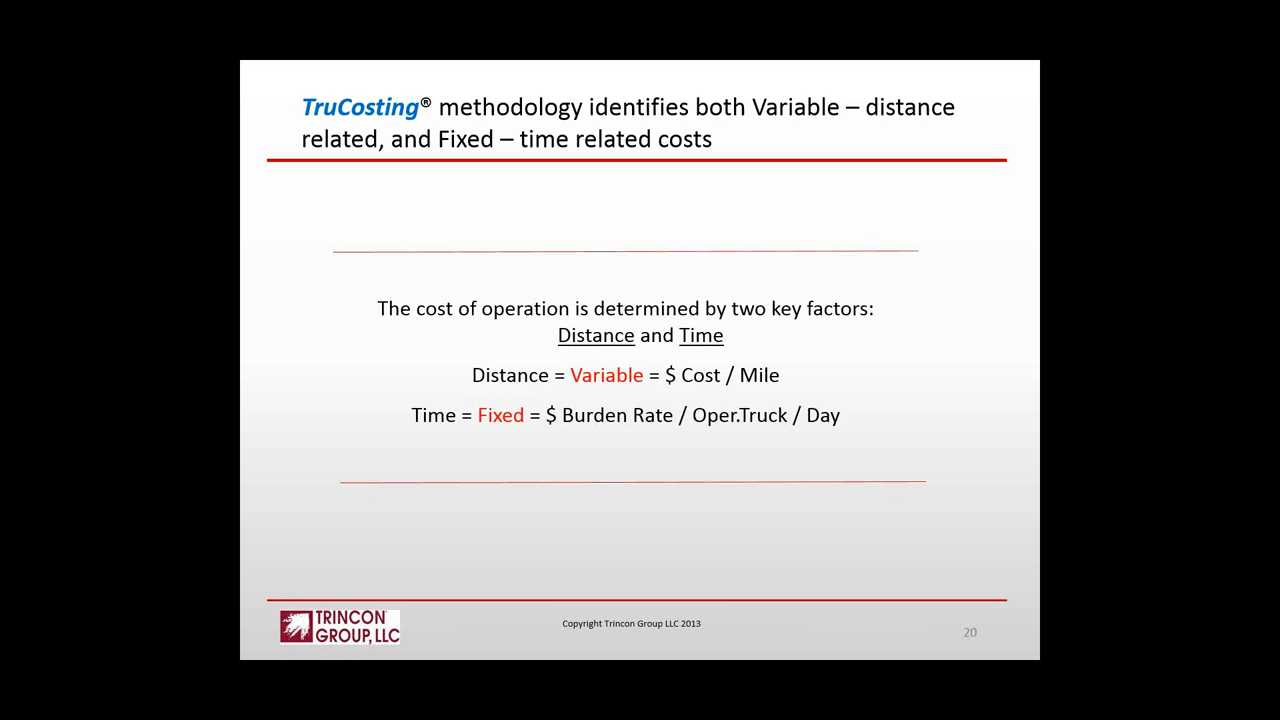 TruCosting® methodology identifies both Variable – distance
related, and Fixed – time related costs
The cost of operation is determined by two key factors:
Distance and Time
Distance = Variable = $ Cost / Mile
Time = Fixed = $ Burden Rate / Oper.Truck / Day
TRINCON
GROUP, LLC
Copyright Trincon Group LLC 2013
20